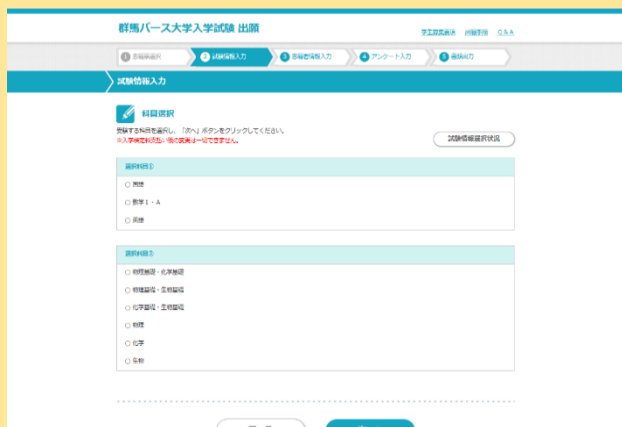 群馬パース大学入学試験 出願
学生募集要項 出願手順 Q&A
1 志願票選択 2 試験情報入力 3 志願者情報入力 4 アンケート入力 5 最終確認
試験情報入力
科目選択
受験する科目を選択し、「次へ」ボタンをクリックしてください。
※入学検定料支払い後の変更は一切できません。
試験情報選択状況
選択科目①
国語
数学Ⅰ・A
英語
選択科目②
物理基礎・化学基礎
物理基礎・生物基礎
化学基礎・生物基礎
物理
化学
生物